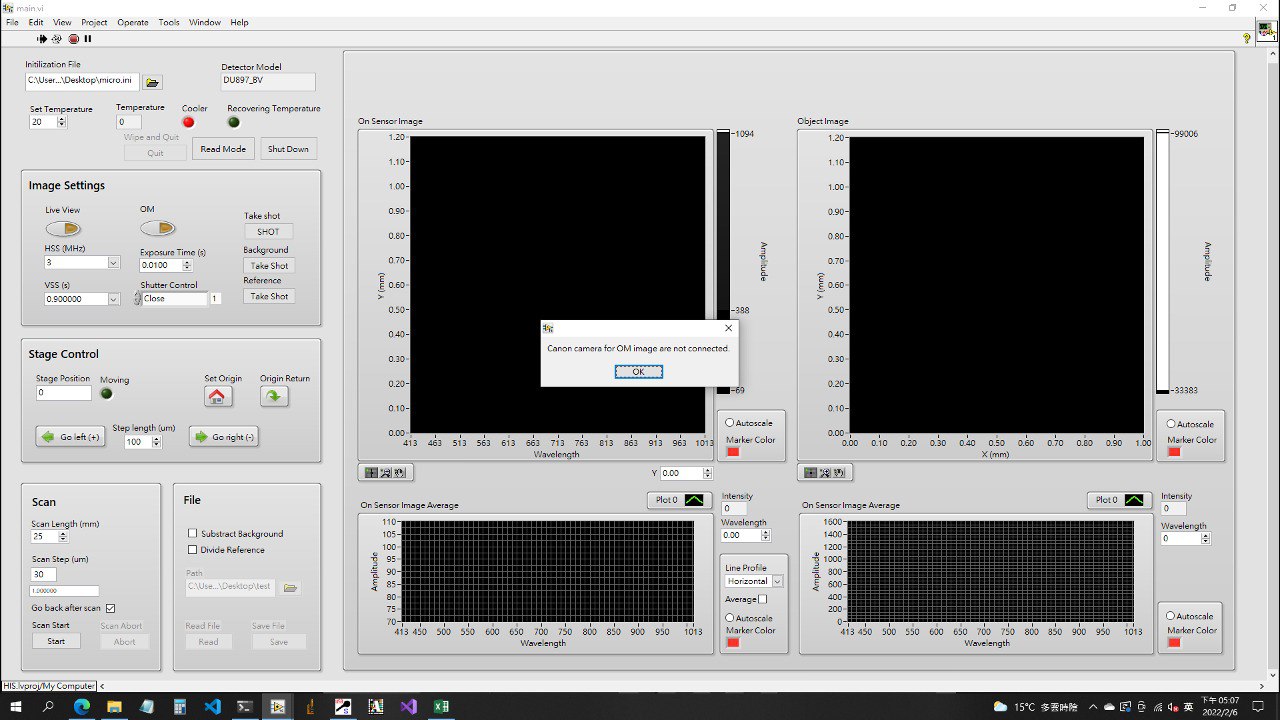 main.vi
File Edit View Project Operate Tools Window Help
Initilization File
C:\User...\Desktop\micro.ini
Detector Model
DU897_BV
Set Temperature
20
Temperature
0
Cooler
Recovering Temperature
Wipe and Quit
Quit
Read Mode
Shut Down
Image Settings
Live View
OM
Take shot
SHOT
HSS (MHz)
3
Exposure Time (s)
0.0100
Background
Take Shot
VSS (s)
0.900000
Shutter Control
Close
1
Reference
Take Shot
Stage Control
Stage Position
0
Moving
Set Origin
Origin Return
Go left (+)
Step length (um)
100
Go right (-)
Scan
Scan Length (mm)
25
Scan Step (um)
30
1.000000
Go back after scan
Scan Start
Start
Scan Abort
Abort
File
Substract Background
Divide Reference
Path
C:\Use...\Desktop\test
Read File
Read
Save File
Save
On Sensor Image
1.20
1.10
1.00
0.90
0.80
0.70
0.60
0.50
0.40
0.30
0.20
0.10
0.00
Y (mm)
413 463 513 563 613 663 713 763 813 863 913 963 1013
Wavelength
1094
388
69
Amplitude
Autoscale
Marker Color
Y 0.00
Canon camera for OM image are not connected.
OK
Object Image
1.20
1.10
1.00
0.90
0.80
0.70
0.60
0.50
0.40
0.30
0.20
0.10
0.00
Y (mm)
0.00 0.10 0.20 0.30 0.40 0.50 0.60 0.70 0.80 0.90 1.00
X (mm)
99006
33383
Amplitude
Autoscale
Marker Color
On Sensor Image Average
Plot 0
110
105
100
95
90
85
80
75
70
Amplitude
413 450 500 550 600 650 700 750 800 850 900 950 1013
Wavelength
Intensity
0
Wavelength
0.00
Line Profile
Horizontal
Average
Autoscale
Marker Color
On Sensor Image Average
Plot 0
1600
1400
1200
1000
800
600
400
200
0
Amplitude
413 450 500 550 600 650 700 750 800 850 900 950 1013
Wavelength
Intensity
0
Wavelength
0
Autoscale
Marker Color
HIS.lvproj/My Computer
15°C 多雲時陰
英
下午 05:07
2022/2/6